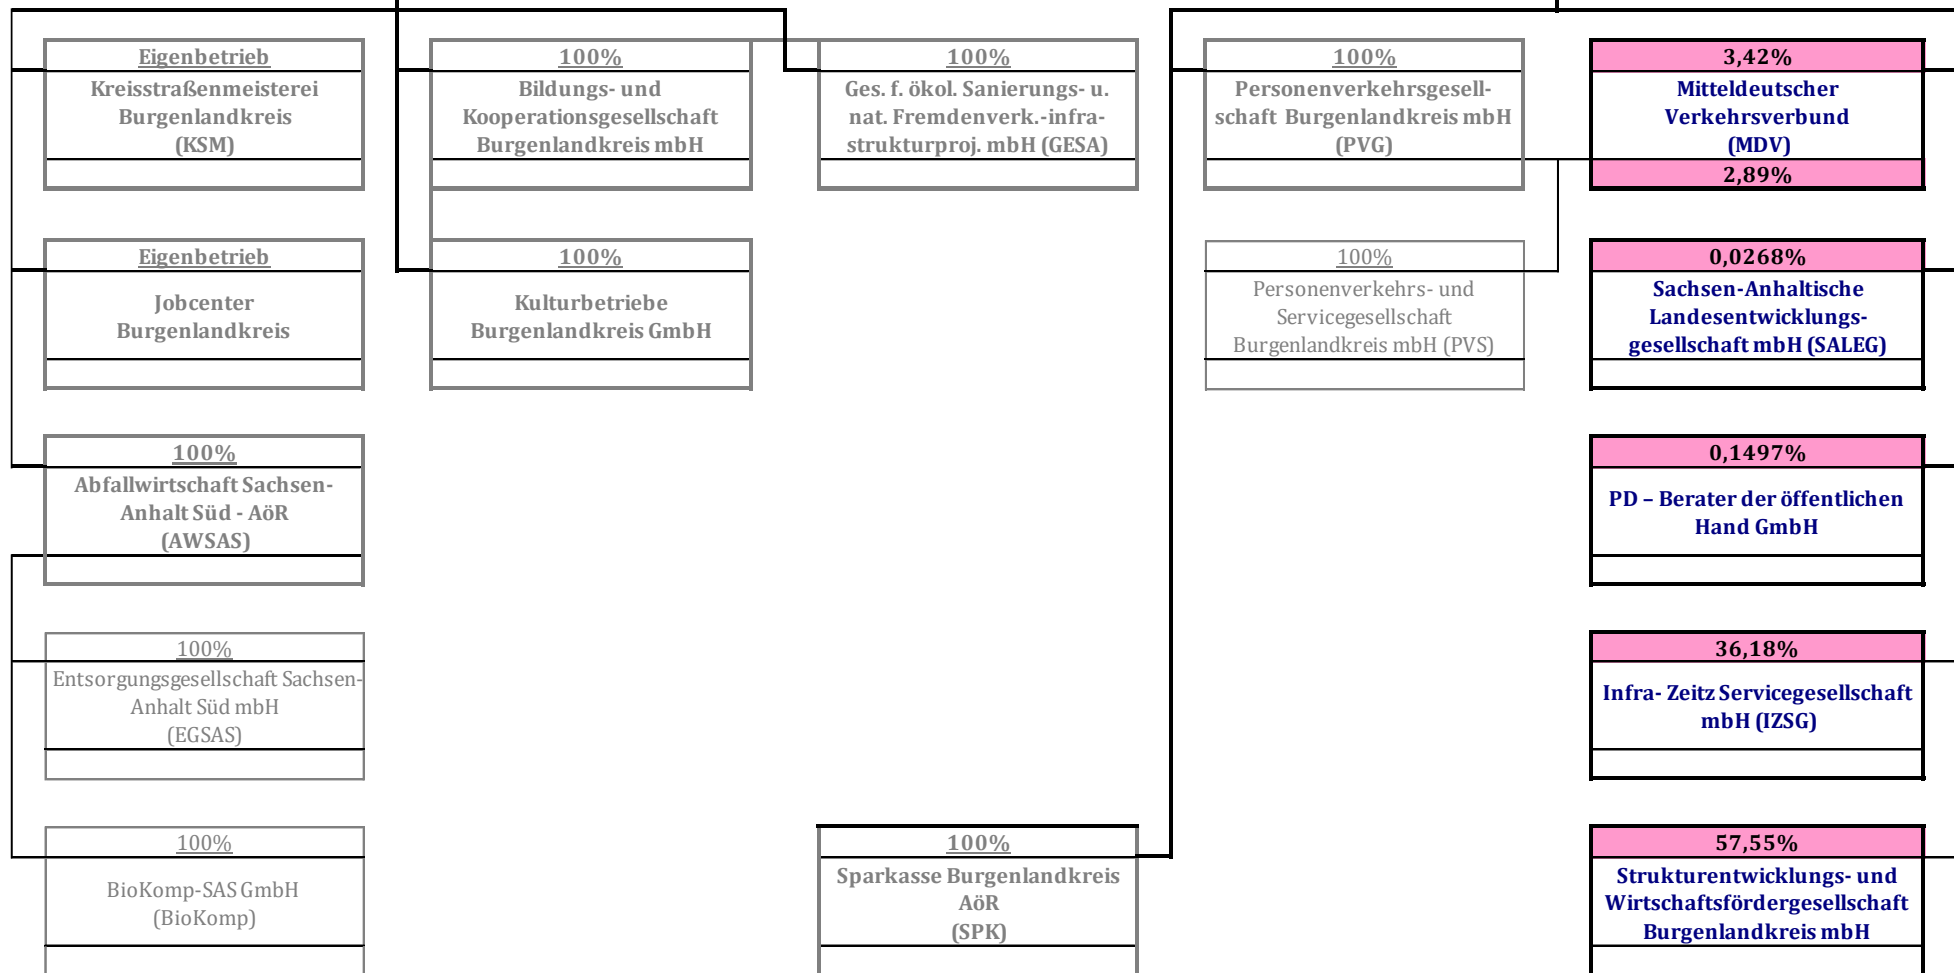 Eigenbetrieb
Kreisstraßenmeisterei
Burgenlandkreis
(KSM)
100%
Bildungs- und
Kooperationsgesellschaft
Burgenlandkreis mbH
100%
Ges. f. ökol. Sanierungs- u.
nat. Fremdenverk.-infra-
strukturproj. mbH (GESA)
100%
Personenverkehrsgesell-
schaft Burgenlandkreis mbH
(PVG)
3,42%
Mitteldeutscher
Verkehrsverbund
(MDV)
2,89%
Eigenbetrieb
Jobcenter
Burgenlandkreis
100%
Kulturbetriebe
Burgenlandkreis GmbH
100%
Personenverkehrs- und
Servicegesellschaft
Burgenlandkreis mbH (PVS)
0,0268%
Sachsen-Anhaltische
Landesentwicklungs-
gesellschaft mbH (SALEG)
100%
Abfallwirtschaft Sachsen-
Anhalt Süd - AöR
(AWSAS)
0,1497%
PD – Berater der öffentlichen
Hand GmbH
100%
Entsorgungsgesellschaft Sachsen-
Anhalt Süd mbH
(EGSAS)
36,18%
Infra- Zeitz Servicegesellschaft
mbH (IZSG)
100%
BioKomp-SAS GmbH
(BioKomp)
100%
Sparkasse Burgenlandkreis
AöR
(SPK)
57,55%
Strukturentwicklungs- und
Wirtschaftsfördergesellschaft
Burgenlandkreis mbH